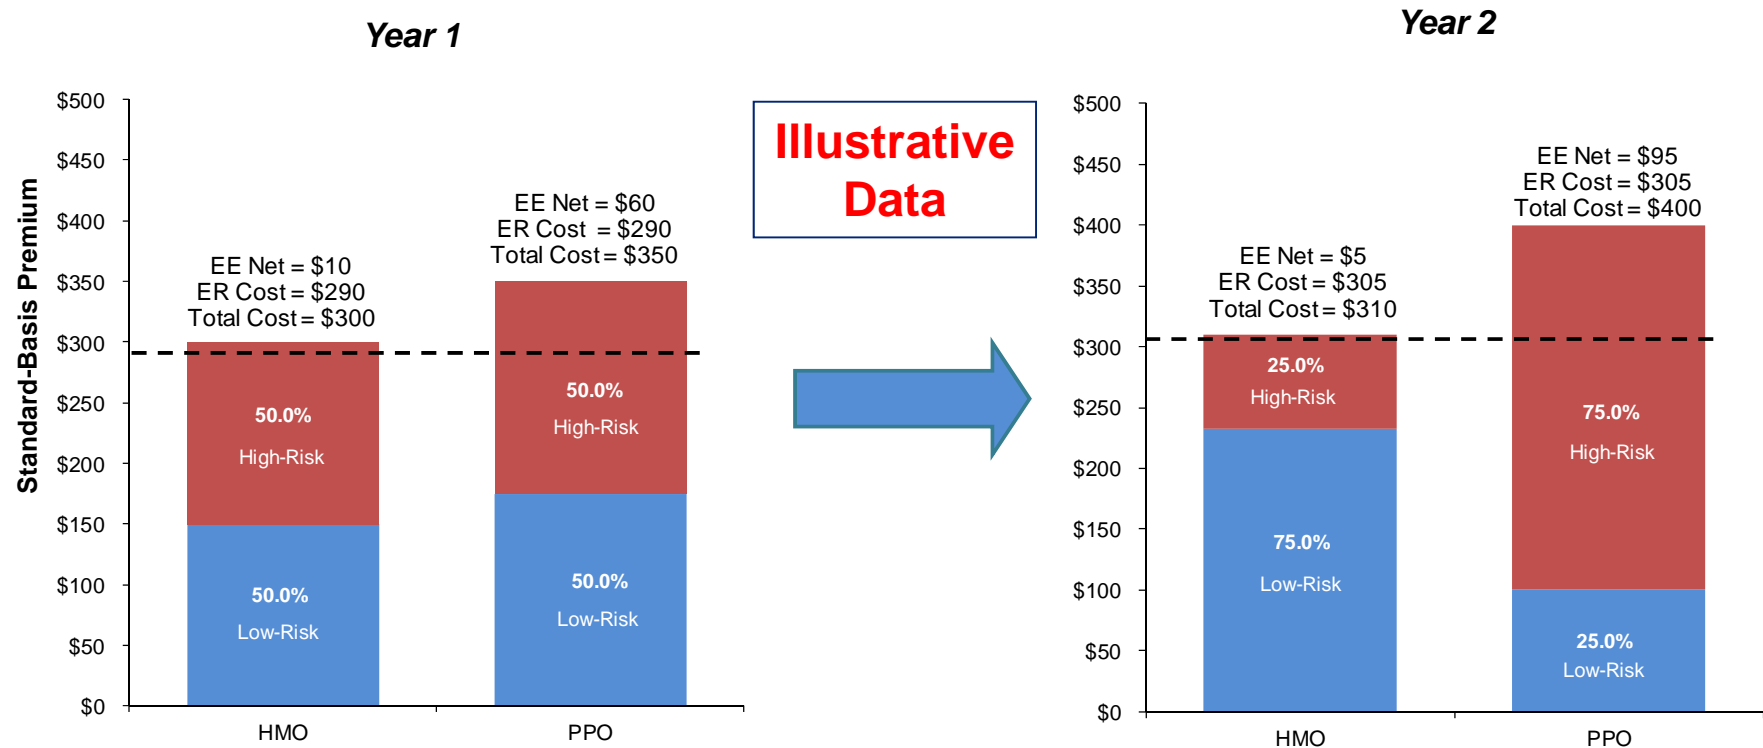 Year 1
Standard-Basis Premium
$500
$450
$400
$350
$300
$250
$200
$150
$100
$50
$0
EE Net = $10
ER Cost = $290
Total Cost = $300
50.0%
High-Risk
50.0%
Low-Risk
HMO
EE Net = $60
ER Cost = $290
Total Cost = $350
50.0%
High-Risk
50.0%
Low-Risk
PPO
Illustrative
Data
Year 2
$500
$450
$400
$350
$300
$250
$200
$150
$100
$50
$0
EE Net = $5
ER Cost = $305
Total Cost = $310
25.0%
High-Risk
75.0%
Low-Risk
HMO
EE Net = $95
ER Cost = $305
Total Cost = $400
75.0%
High-Risk
25.0%
Low-Risk
PPO